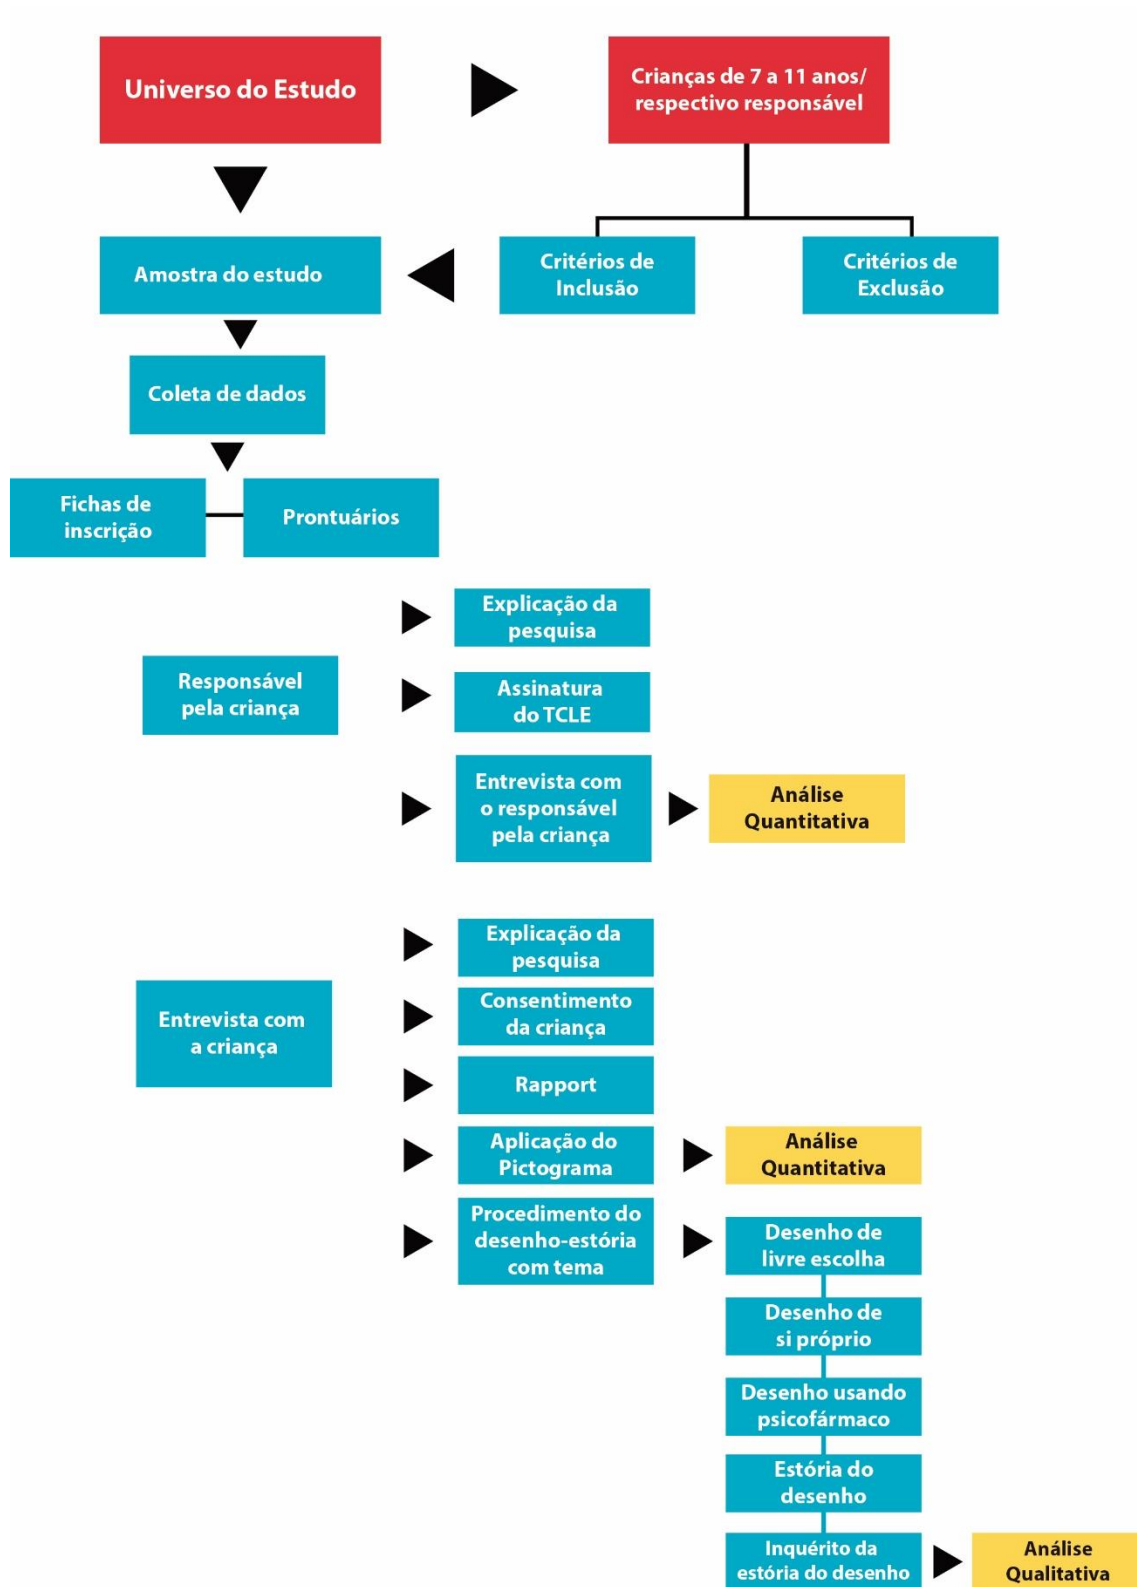 Universo do Estudo
Crianças de 7 a 11 anos/
respectivo responsável
Amostra do estudo
Critérios de
Inclusão
Critérios de
Exclusão
Coleta de dados
Fichas de
inscrição
Prontuários
Responsável
pela criança
Explicação da
pesquisa
Assinatura
do TCLE
Entrevista com
o responsável
pela criança
Análise
Quantitativa
Entrevista com
a criança
Explicação da
pesquisa
Consentimento
da criança
Rapport
Aplicação do
Pictograma
Análise
Quantitativa
Procedimento do
desenho-estória
com tema
Desenho de
livre escolha
Desenho de
si próprio
Desenho usando
psicofármaco
Estória do
desenho
Inquérito da
estória do desenho
Análise
Qualitativa